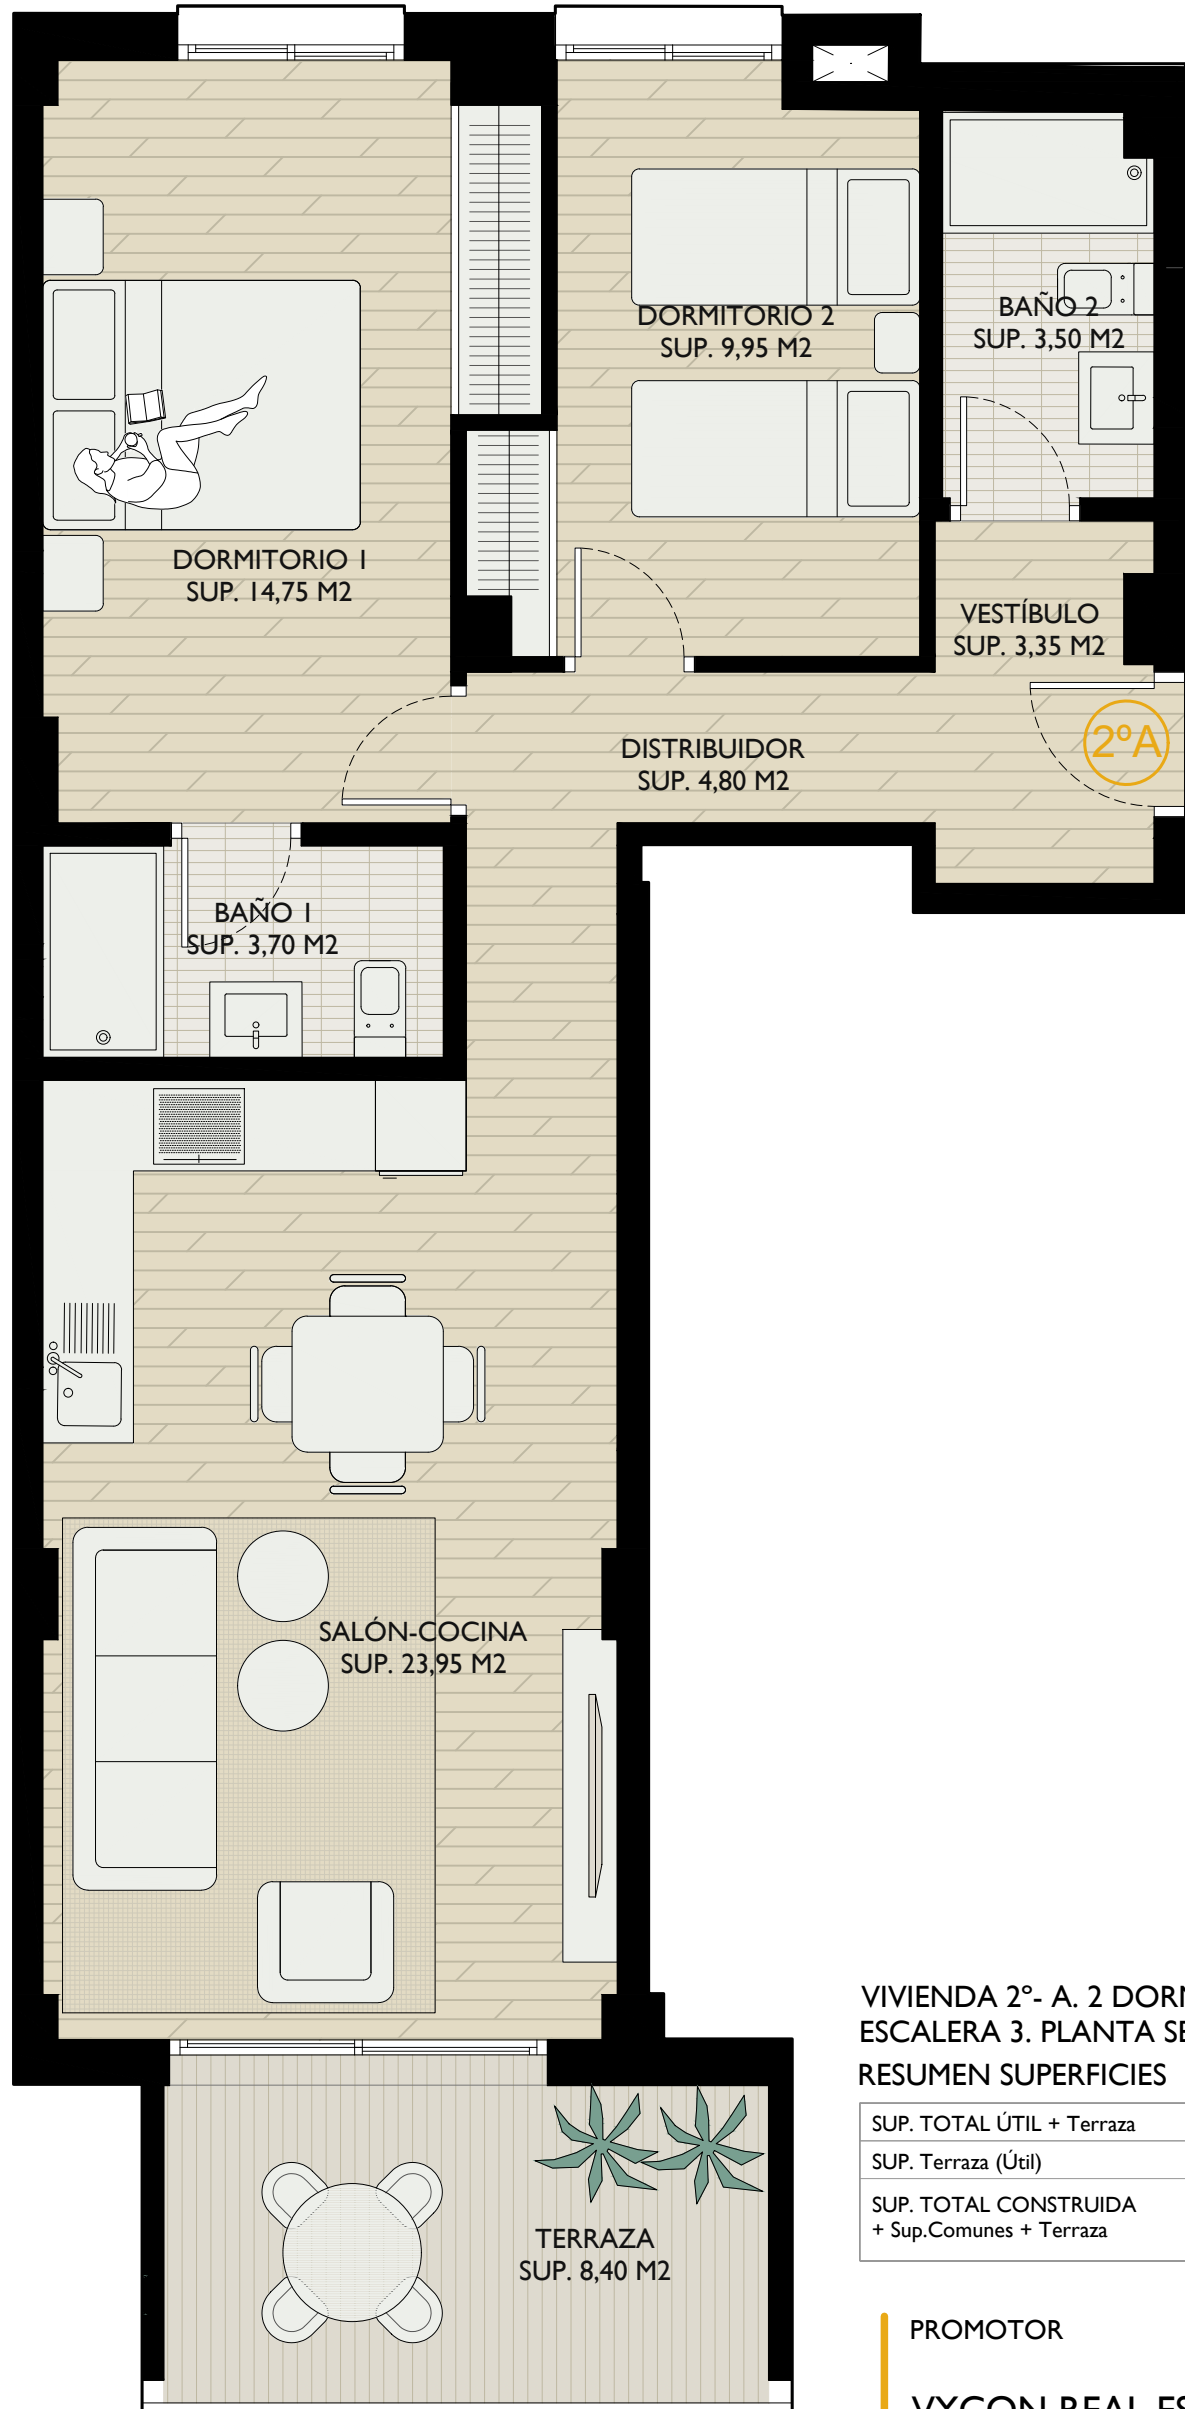 DORMITORIO 2
SUP. 9,95 M2
BAÑO 2
SUP. 3,50 M2
DORMITORIO 1
SUP. 14,75 M2
VESTÍBULO
SUP. 3,35 M2
2ºA
DISTRIBUIDOR
SUP. 4,80 M2
BAÑO 1
SUP. 3,70 M2
SALÓN-COCINA
SUP. 23,95 M2
TERRAZA
SUP. 8,40 M2
VIVIENDA 2º- A. 2
ESCALERA 3. PLANTA
RESUMEN SUPERFICIES
SUP. TOTAL ÚTIL + Terraza
SUP. Terraza (Útil)
SUP. TOTAL CONSTRUIDA
+ Sup.Comunes + Terraza
PROMOTOR
REAL